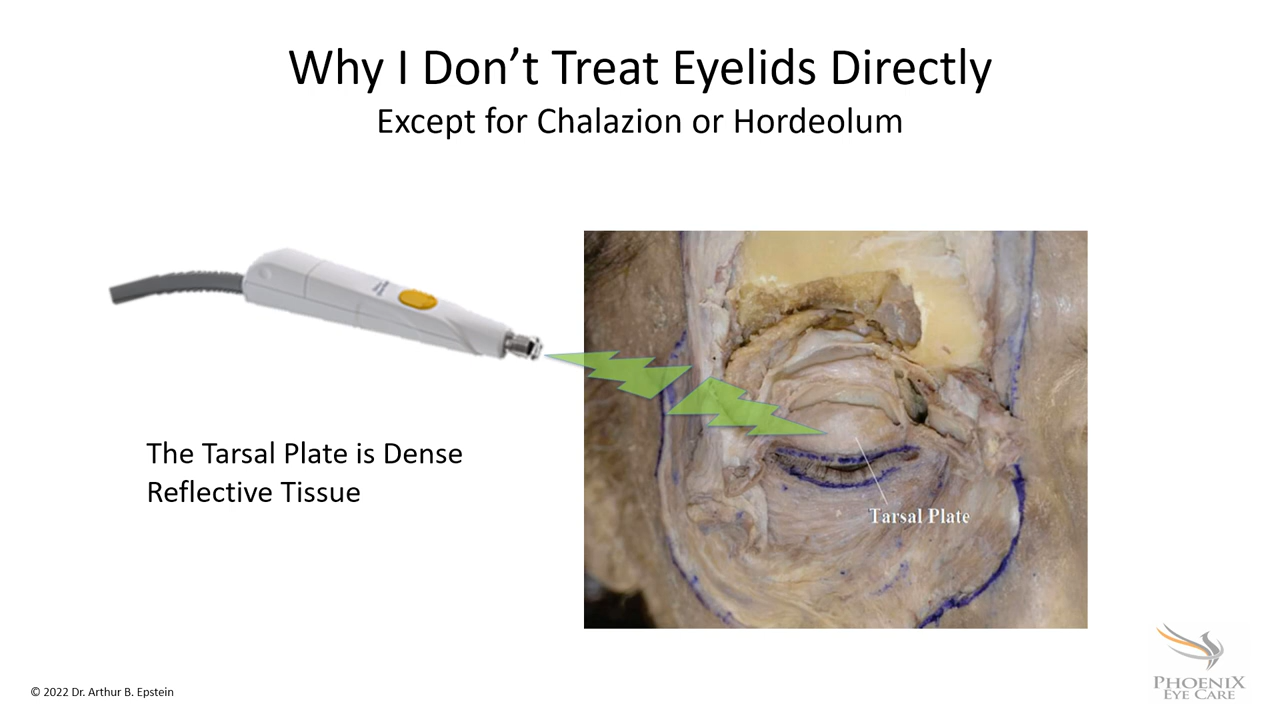 Why I Don’t Treat Eyelids Directly
Except for Chalazion or Hordeolum
The Tarsal Plate is Dense
Reflective Tissue
Tarsal Plate
© 2022 Dr. Arthur B. Epstein
PHOENIX
EYE CARE